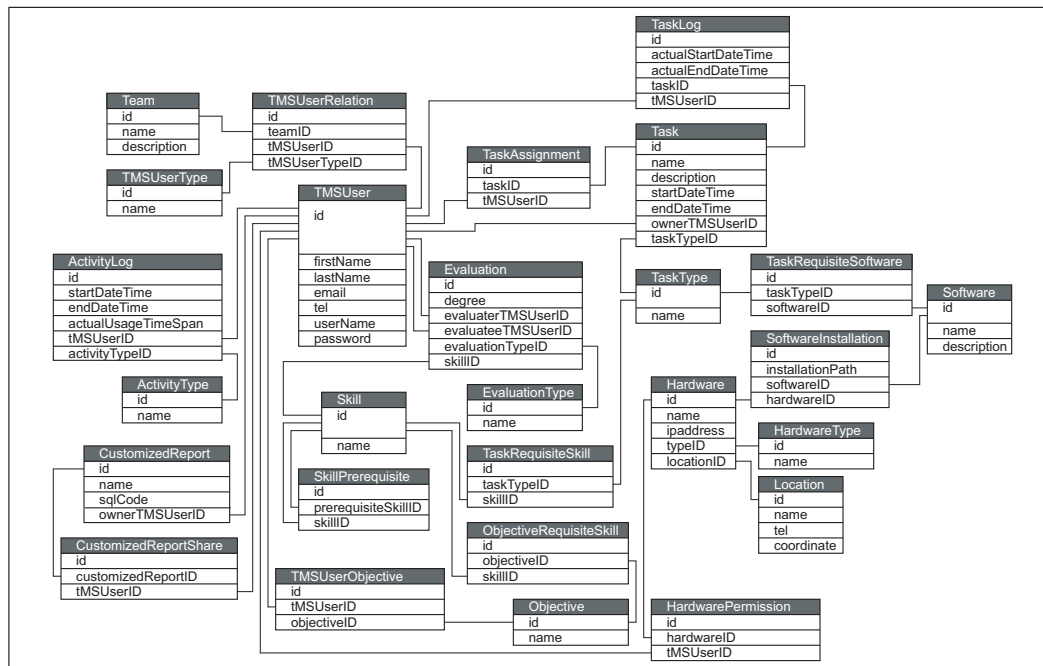 TaskLog
id
actualStartDateTime
actualEndDateTime
taskID
tMSUserID
Team
id
name
description
TMSUserRelation
id
teamID
tMSUserID
tMSUserTypeID
Task
id
name
description
startDateTime
endDateTime
ownerTMSUserID
taskTypeID
TaskAssignment
id
taskID
tMSUserID
TMSUserType
id
name
TMSUser
id
firstName
lastName
email
tel
userName
password
ActivityLog
id
startDateTime
endDateTime
actualUsageTimeSpan
tMSUserID
activityTypeID
Evaluation
id
degree
evaluaterTMSUserID
evaluateeTMSUserID
evaluationTypeID
skillID
TaskType
id
name
TaskRequisiteSoftware
id
taskTypeID
softwareID
Software
id
name
description
SoftwareInstallation
id
installationPath
softwareID
hardwareID
ActivityType
id
name
Skill
id
name
EvaluationType
id
name
Hardware
id
name
ipaddress
typeID
locationID
HardwareType
id
name
CustomizedReport
id
name
sqlCode
ownerTMSUserID
SkillPrerequisite
id
prerequisiteSkillID
skillID
TaskRequisiteSkill
id
taskTypeID
skillID
Location
id
name
tel
coordinate
CustomizedReportShare
id
customizedReportID
tMSUserID
ObjectiveRequisiteSkill
id
objectiveID
skillID
TMSUserObjective
id
tMSUserID
objectiveID
Objective
id
name
HardwarePermission
id
hardwareID
tMSUserID